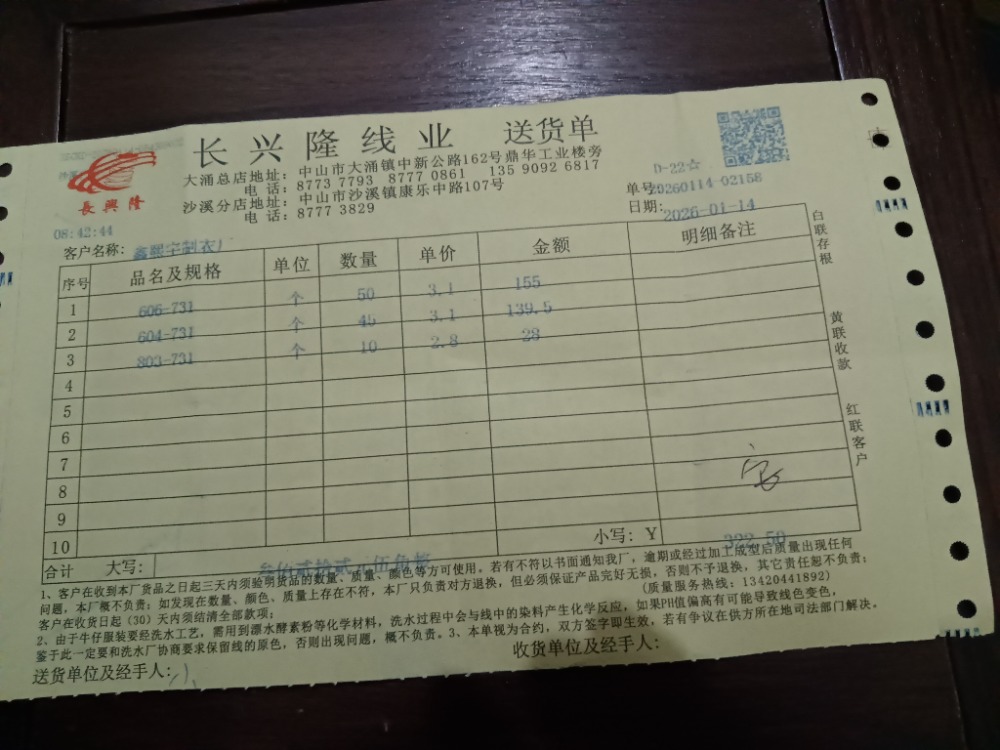 长兴隆线业 送货单
長興隆
大涌总店地址：中山市大涌镇中新公路162号鼎华工业楼旁
电话：8773 7793 8777 0861 135 9092 6817
沙溪分店地址：中山市沙溪镇康乐中路107号
电话：8777 3829
D-22☆
单号：20260114-02158
日期：2026-01-14
08:42:44
客户名称：鑫熙宇制衣厂
序号 品名及规格 单位 数量 单价 金额 明细备注
1 606-731 个 50 3.1 155
2 604-731 个 45 3.1 139.5
3 803-731 个 10 2.8 28
4
5
6
7
8
9
10
小写：￥ 322.50
合计 大写：叁佰贰拾贰元伍角整
白联存根
黄联收款
红联客户
1、客户在收到本厂货品之日起三天内须验明货品的数量、质量、颜色等方可使用。若有不符以书面通知我厂，逾期或经过加工成型后质量出现任何
问题，本厂概不负责；如发现在数量、颜色、质量上存在不符，本厂只负责对方退换，但必须保证产品完好无损，否则不予退换，其它责任恕不负责；
客户在收货日起（30）天内须结清全部款项； （质量服务热线：13420441892）
2、由于牛仔服装要经洗水工艺，需用到漂水酵素粉等化学材料，洗水过程中会与线中的染料产生化学反应，如果PH值偏高有可能导致线色变色，
鉴于此一定要和洗水厂协商要求保留线的原色，否则出现问题，概不负责。3、本单视为合约，双方签字即生效，若有争议在供方所在地司法部门解决。
送货单位及经手人： 收货单位及经手人：